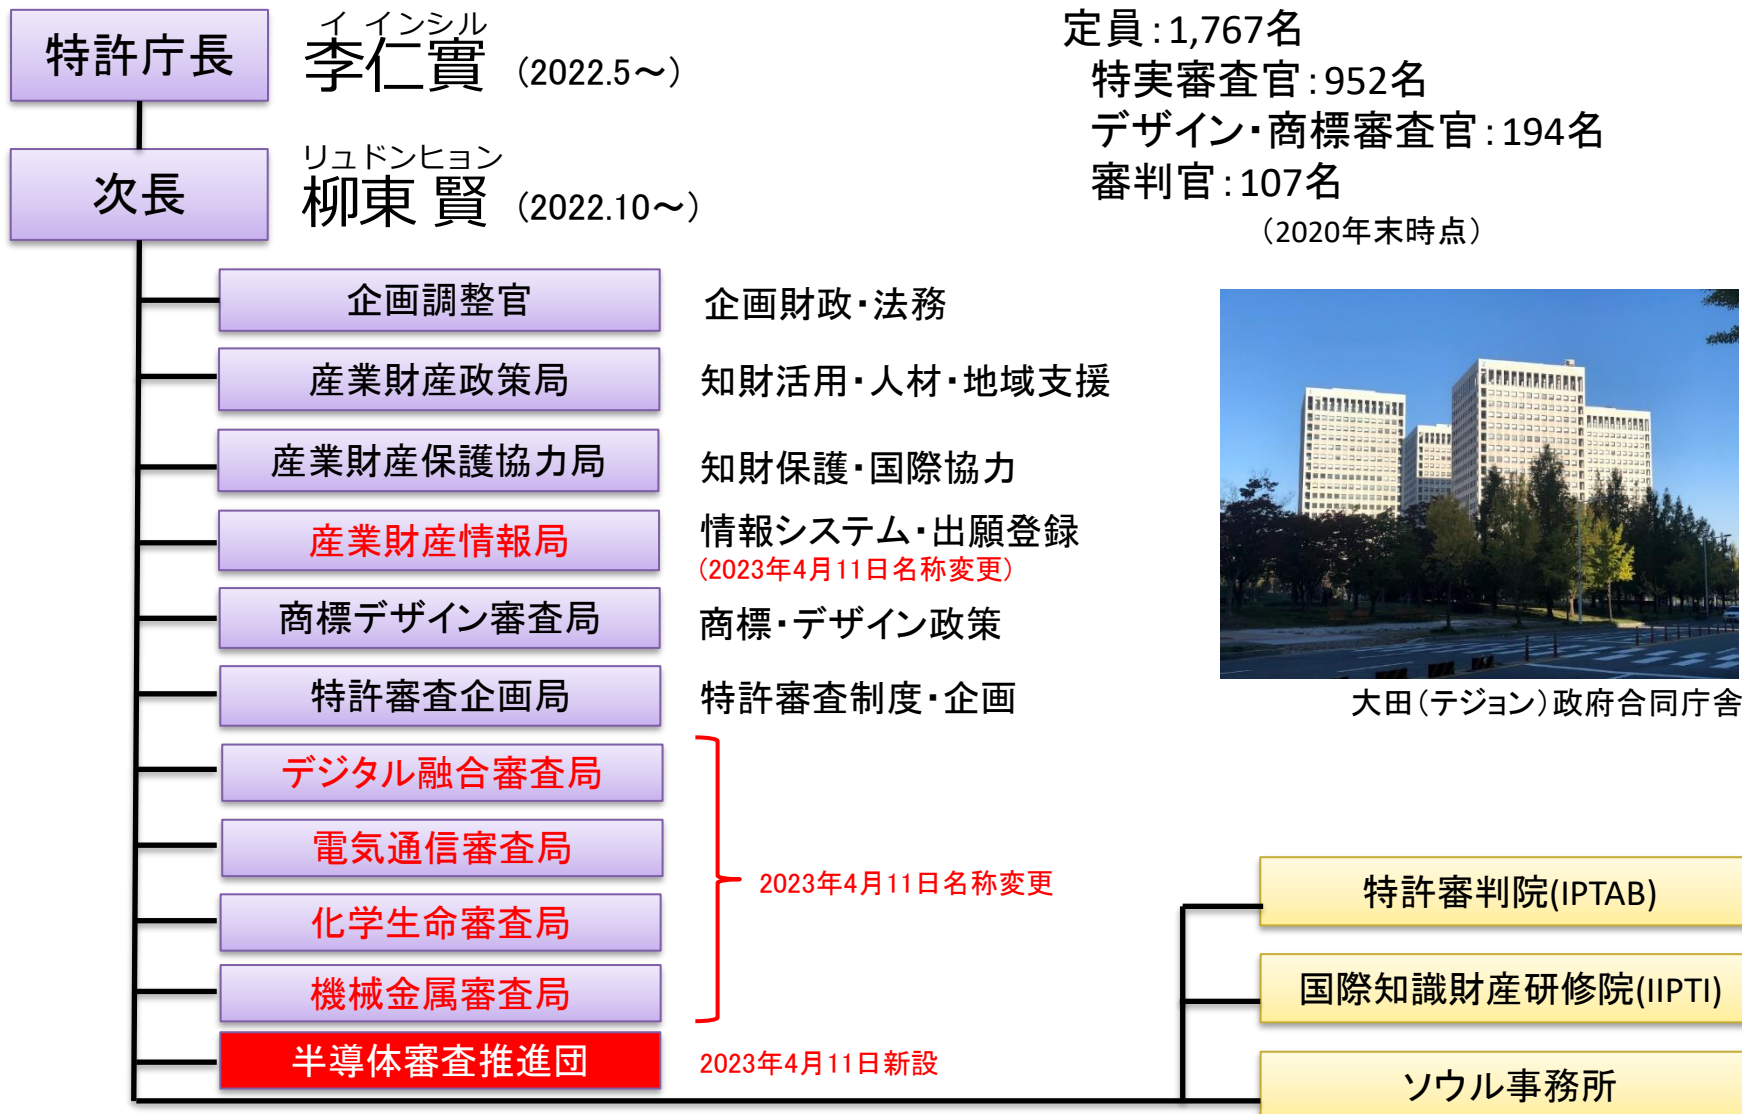 特許庁長
イ インシル
李仁實 (2022.5～)
次長
リュドンヒョン
柳東 賢 (2022.10～)
定員：1,767名
特実審査官：952名
デザイン・商標審査官：194名
審判官：107名
(2020年末時点)
企画調整官
企画財政・法務
産業財産政策局
知財活用・人材・地域支援
産業財産保護協力局
知財保護・国際協力
産業財産情報局
情報システム・出願登録
(2023年4月11日名称変更)
商標デザイン審査局
商標・デザイン政策
特許審査企画局
特許審査制度・企画
大田(テジョン)政府合同庁舎
デジタル融合審査局
電気通信審査局
化学生命審査局
機械金属審査局
2023年4月11日名称変更
半導体審査推進団
2023年4月11日新設
特許審判院(IPTAB)
国際知識財産研修院(IIPTI)
ソウル事務所